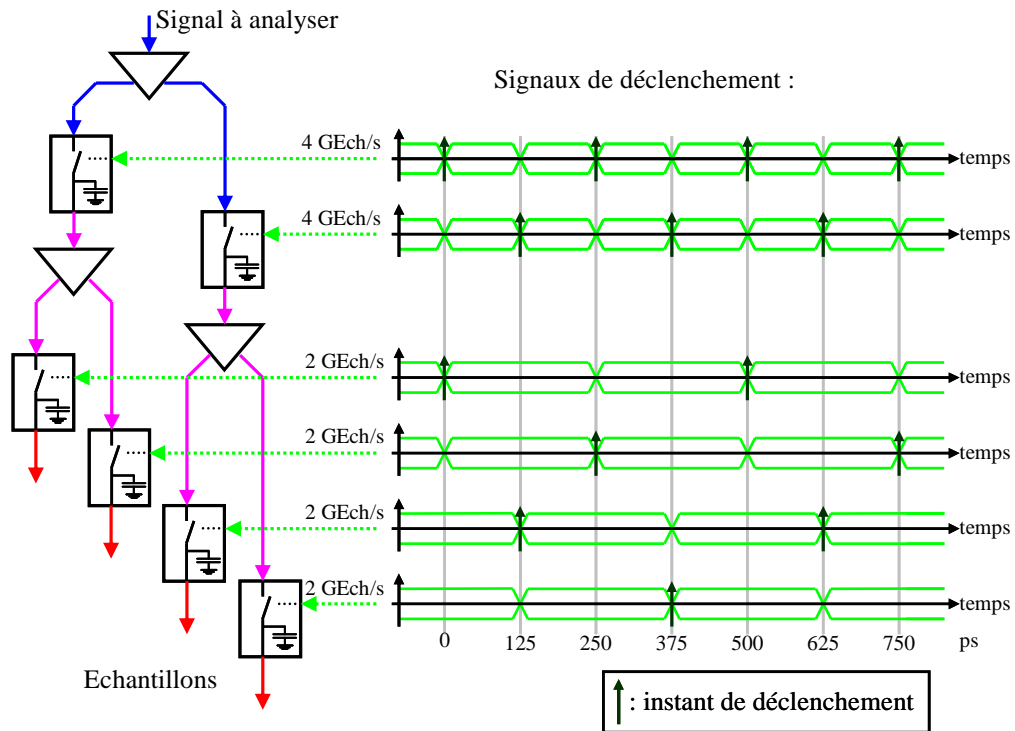 Signal à analyser
Signaux de déclenchement :
4 GEch/s
temps
4 GEch/s
temps
2 GEch/s
temps
2 GEch/s
temps
2 GEch/s
temps
2 GEch/s
temps
0 125 250 375 500 625 750 ps
Echantillons
: instant de déclenchement